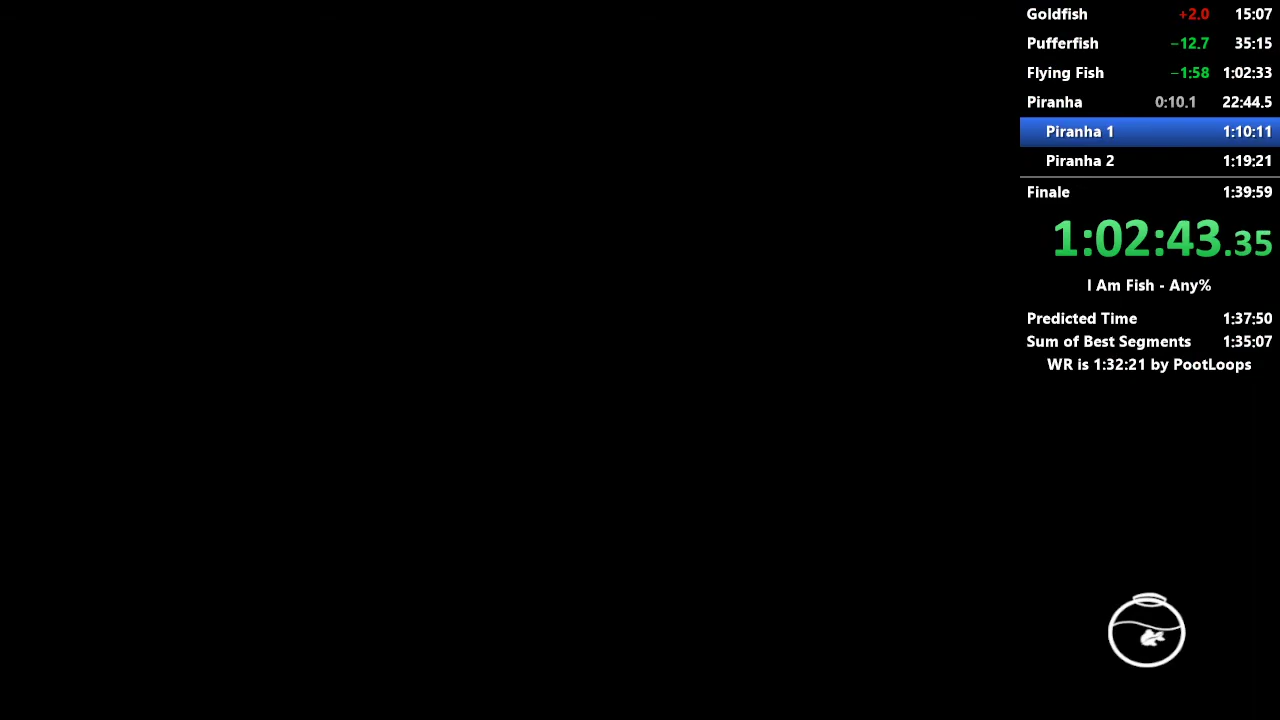 Goldfish +2.0 15:07
Pufferfish −12.7 35:15
Flying Fish −1:58 1:02:33
Piranha 0:10.1 22:44.5
Piranha 1 1:10:11
Piranha 2 1:19:21
Finale 1:39:59
1:02:43.35
I Am Fish - Any%
Predicted Time 1:37:50
Sum of Best Segments 1:35:07
WR is 1:32:21 by PootLoops